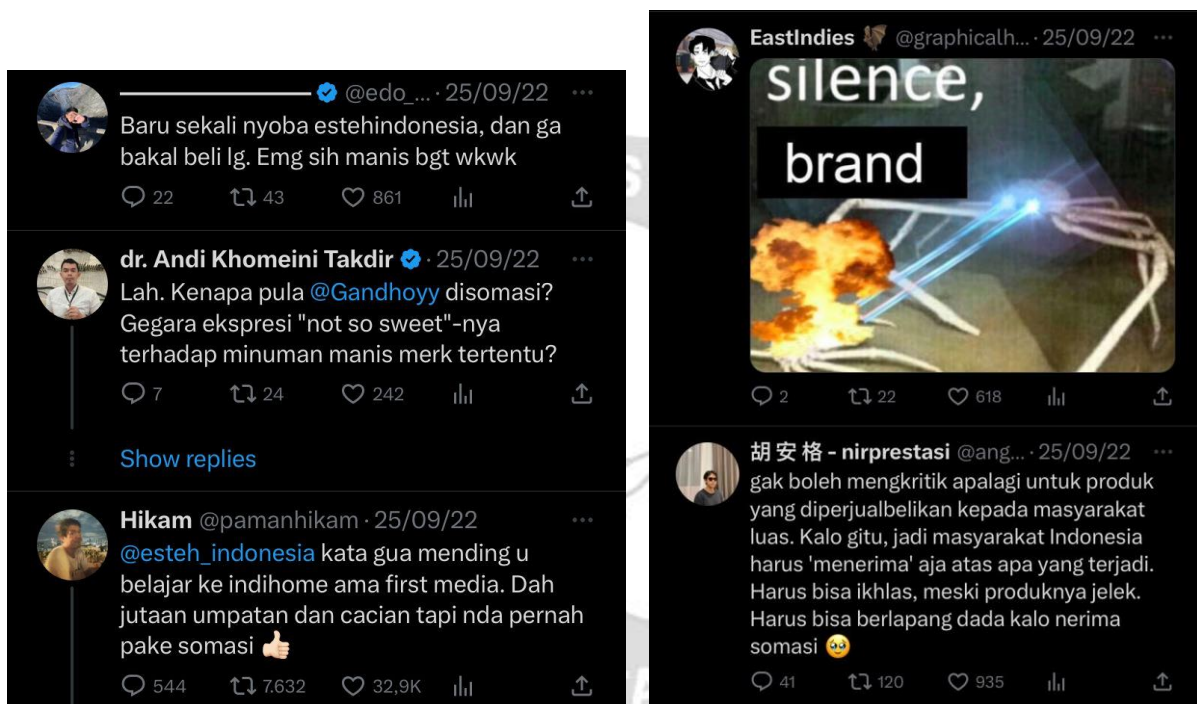 @edo_... · 25/09/22
Baru sekali nyoba estehindonesia, dan ga
bakal beli lg. Emg sih manis bgt wkwk
22 43 861
dr. Andi Khomeini Takdir · 25/09/22
Lah. Kenapa pula @Gandhoyy disomasi?
Gegara ekspresi "not so sweet"-nya
terhadap minuman manis merk tertentu?
7 24 242
Show replies
Hikam @pamanhikam · 25/09/22
@esteh_indonesia kata gua mending u
belajar ke indihome ama first media. Dah
jutaan umpatan dan cacian tapi nda pernah
pake somasi 👍🏻
544 7.632 32,9K
EastIndies 🦇 @graphicalh... · 25/09/22
silence,
brand
2 22 618
胡安格 - nirprestasi @ang... · 25/09/22
gak boleh mengkritik apalagi untuk produk
yang diperjualbelikan kepada masyarakat
luas. Kalo gitu, jadi masyarakat Indonesia
harus 'menerima' aja atas apa yang terjadi.
Harus bisa ikhlas, meski produknya jelek.
Harus bisa berlapang dada kalo nerima
somasi 🥹
41 120 935